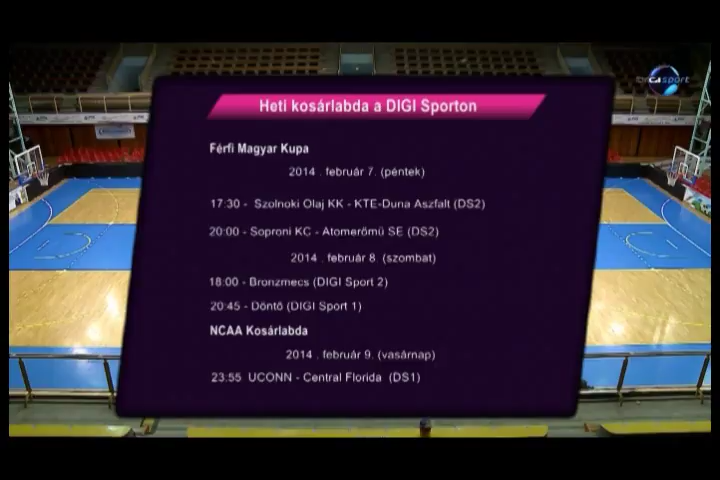 Heti kosárlabda a DIGI Sporton
Férfi Magyar Kupa
2014 . február 7. (péntek)
17:30 - Szolnoki Olaj KK - KTE-Duna Aszfalt (DS2)
20:00 - Soproni KC - Atomerőmű SE (DS2)
2014 . február 8. (szombat)
18:00 - Bronzmecs (DIGI Sport 2)
20:45 - Döntő (DIGI Sport 1)
NCAA Kosárlabda
2014 . február 9. (vasárnap)
23:55 UCONN - Central Florida (DS1)